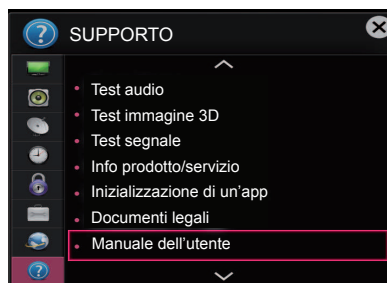 SUPPORTO
Test audio
Test immagine 3D
Test segnale
Info prodotto/servizio
Inizializzazione di un'app
Documenti legali
Manuale dell'utente